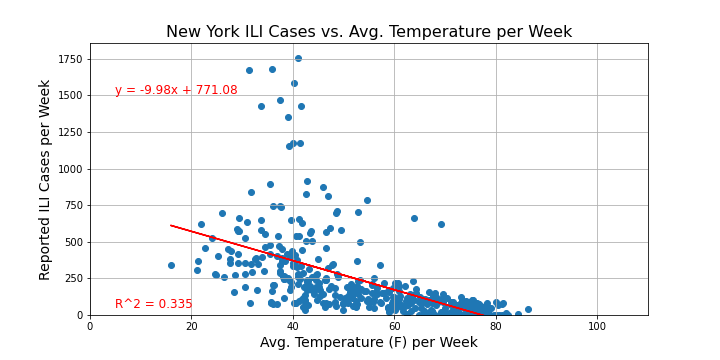 New York ILI Cases vs. Avg. Temperature per Week
Reported ILI Cases per Week
1750
1500
1250
1000
750
500
250
0
y = -9.98x + 771.08
R^2 = 0.335
0 20 40 60 80 100
Avg. Temperature (F) per Week